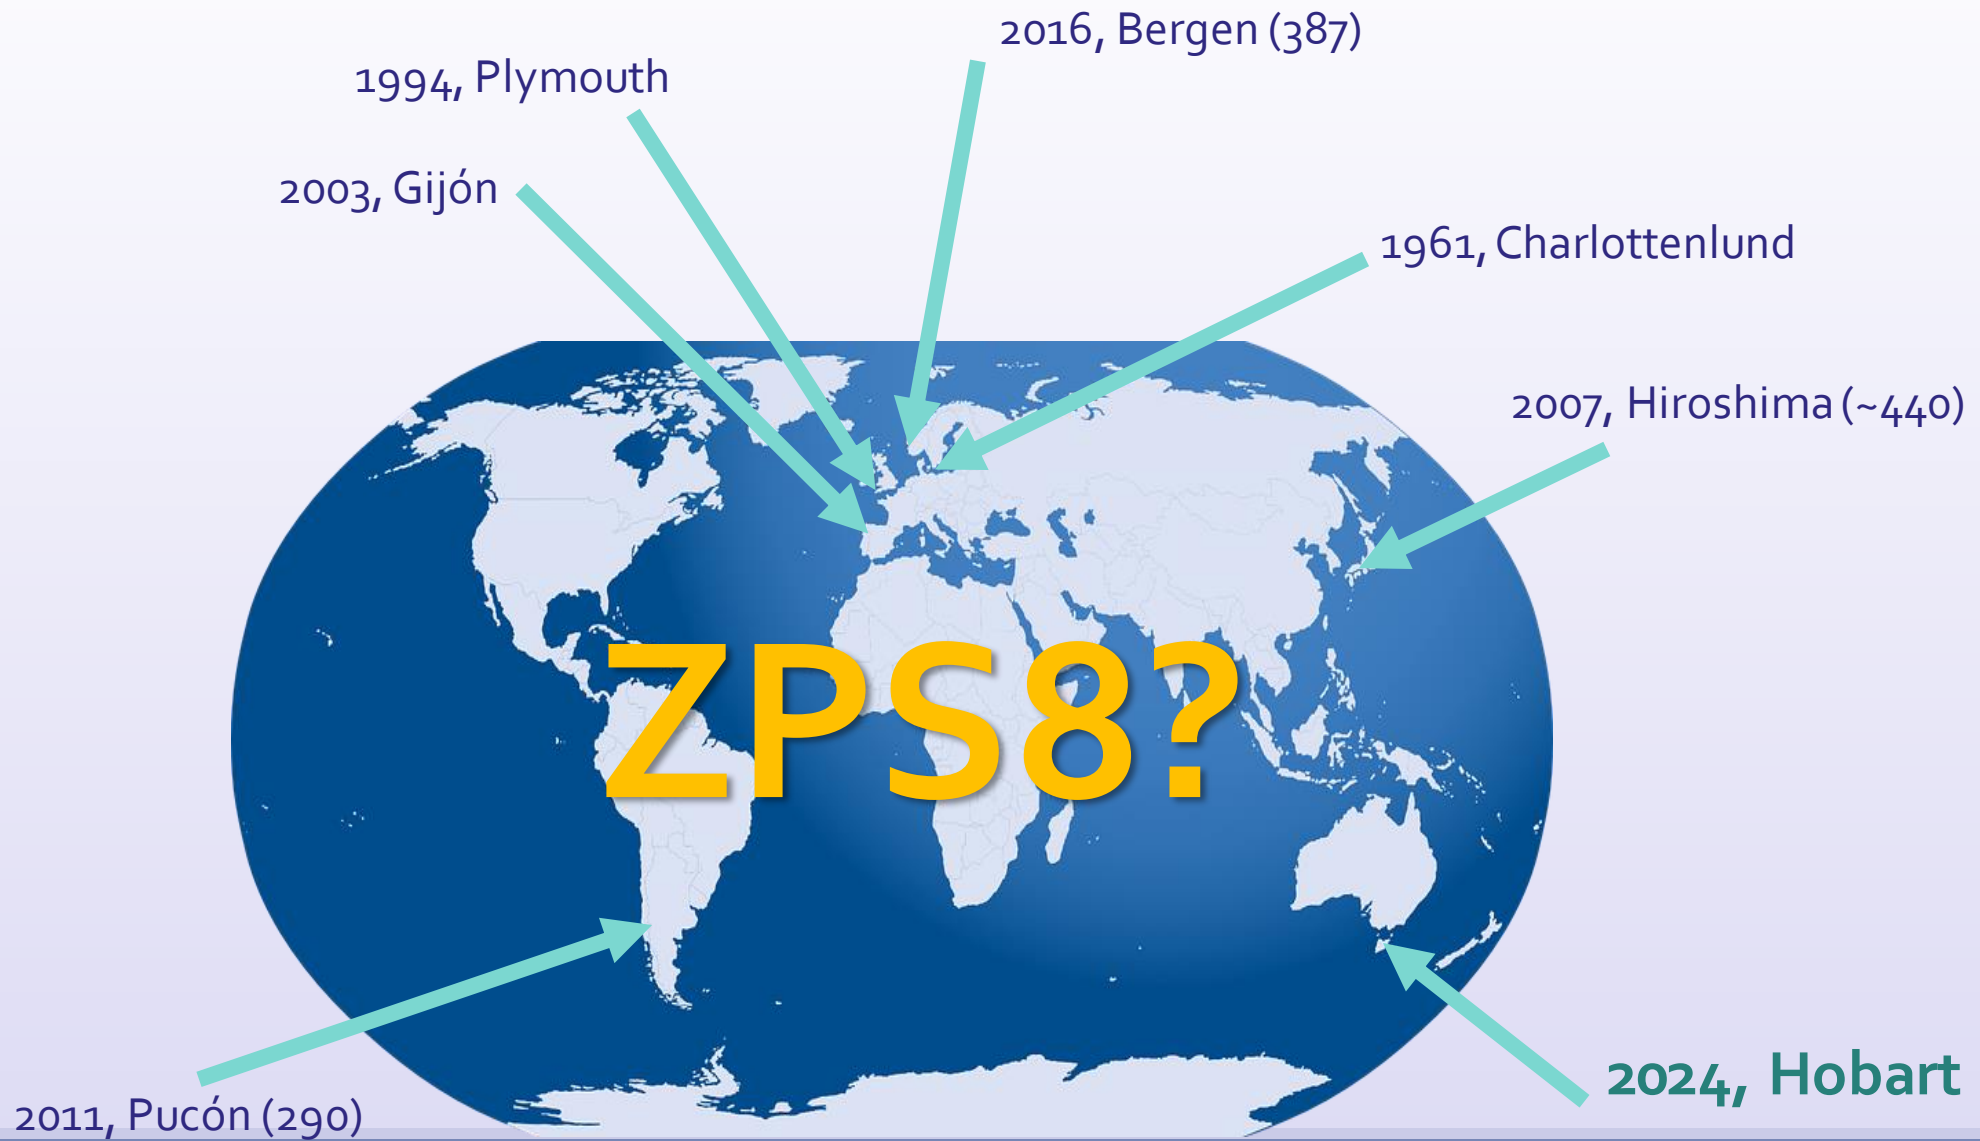 2016, Bergen (387)
1994, Plymouth
2003, Gijón
1961, Charlottenlund
2007, Hiroshima (~440)
ZPS8?
2024, Hobart
2011, Pucón (290)